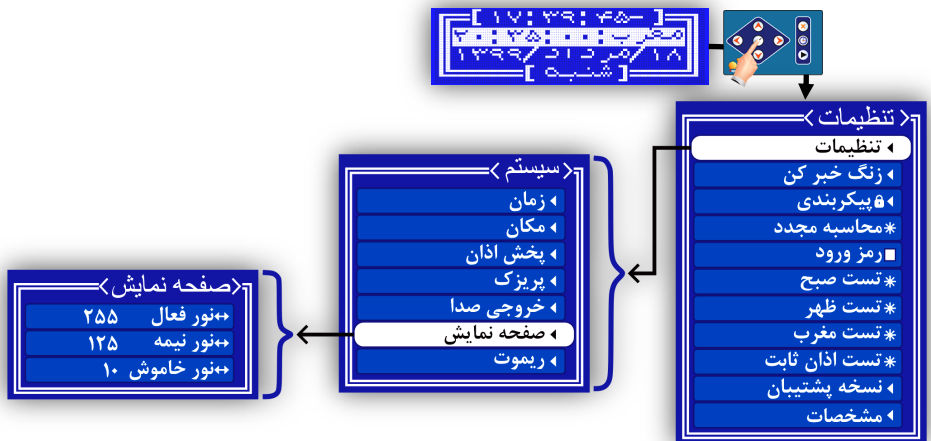 [ ۱۷:۳۹:۴۵- ]
مغرب: ۲۰:۳۵:۰۰
۱۸/مرداد/۱۳۹۹
[ شنبه ]
تنظیمات
تنظیمات
زنگ خبر کن
پیکربندی
محاسبه مجدد
رمز ورود
تست صبح
تست ظهر
تست مغرب
تست اذان ثابت
نسخه پشتیبان
مشخصات
سیستم
زمان
مکان
پخش اذان
پریزک
خروجی صدا
صفحه نمایش
ریموت
صفحه نمایش
نور فعال ۲۵۵
نور نیمه ۱۲۵
نور خاموش ۱۰